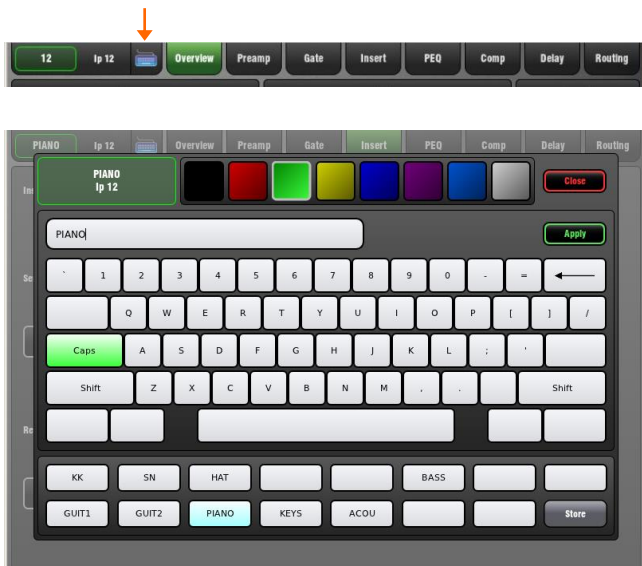 12 Ip 12 Overview Preamp Gate Insert PEQ Comp Delay Routing
PIANO Ip 12 Overview Preamp Gate Insert PEQ Comp Delay Routing
PIANO
Ip 12
Close
PIANO
Apply
` 1 2 3 4 5 6 7 8 9 0 - =
Q W E R T Y U I O P [ ] /
Caps A S D F G H J K L ; '
Shift Z X C V B N M , . Shift
KK SN HAT BASS
GUIT1 GUIT2 PIANO KEYS ACOU Store